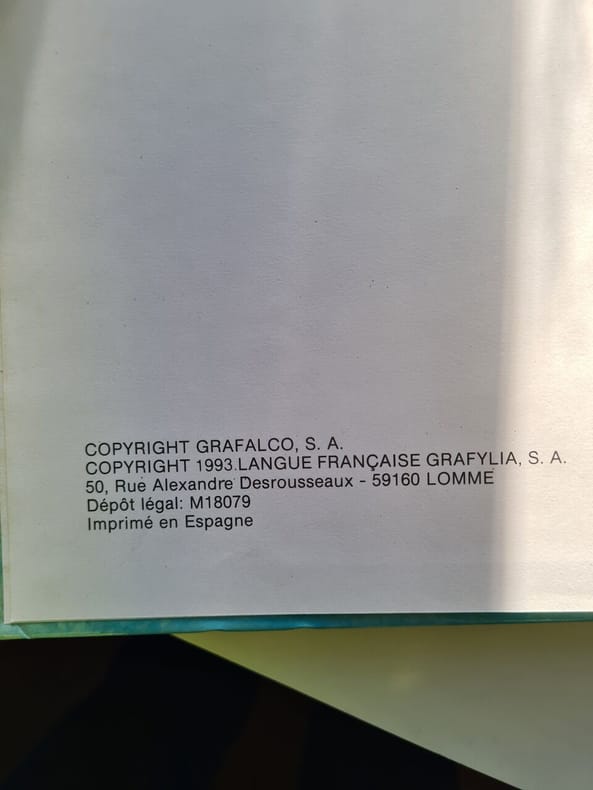 COPYRIGHT GRAFALCO, S. A.
COPYRIGHT 1993 LANGUE FRANÇAISE GRAFYLIA, S. A.
50, Rue Alexandre Desrousseaux - 59160 LOMME
Dépôt légal: M18079
Imprimé en Espagne